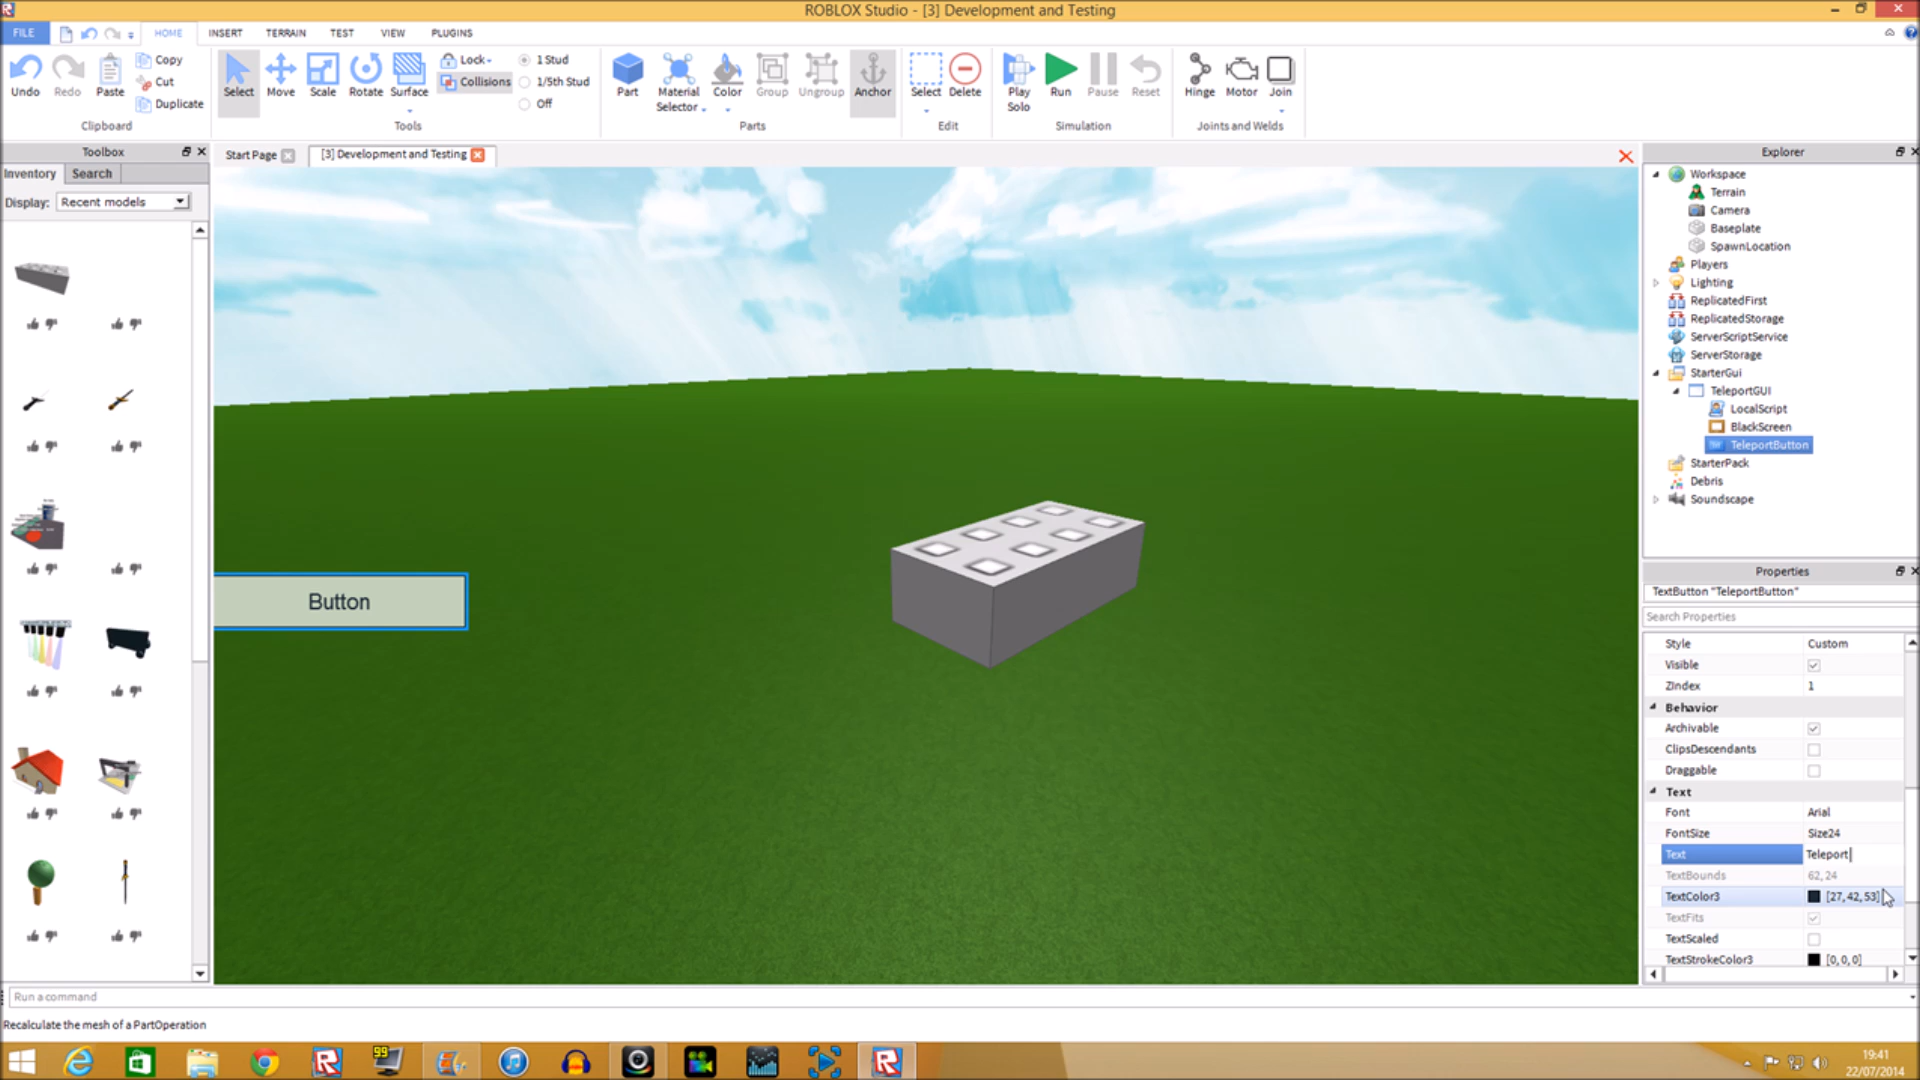 ROBLOX Studio - [3] Development and Testing
FILE
HOME
INSERT
TERRAIN
TEST
VIEW
PLUGINS
Undo
Redo
Paste
Copy
Cut
Duplicate
Clipboard
Select
Move
Scale
Rotate
Surface
Lock
Collisions
1 Stud
1/5th Stud
Off
Tools
Part
Material Selector
Color
Group
Ungroup
Anchor
Parts
Select
Delete
Edit
Play Solo
Run
Pause
Reset
Simulation
Hinge
Motor
Join
Joints and Welds
Toolbox
Inventory
Search
Display: Recent models
Start Page
[3] Development and Testing
Button
Explorer
Workspace
Terrain
Camera
Baseplate
SpawnLocation
Players
Lighting
ReplicatedFirst
ReplicatedStorage
ServerScriptService
ServerStorage
StarterGui
TeleportGUI
LocalScript
BlackScreen
TeleportButton
StarterPack
Debris
Soundscape
Properties
TextButton "TeleportButton"
Search Properties
Style Custom
Visible
ZIndex 1
Behavior
Archivable
ClipsDescendants
Draggable
Text
Font Arial
FontSize Size24
Text Teleport
TextBounds 62, 24
TextColor3 [27, 42, 53]
TextFits
TextScaled
TextStrokeColor3 [0, 0, 0]
Run a command
Recalculate the mesh of a PartOperation
99
19:41
22/07/2014